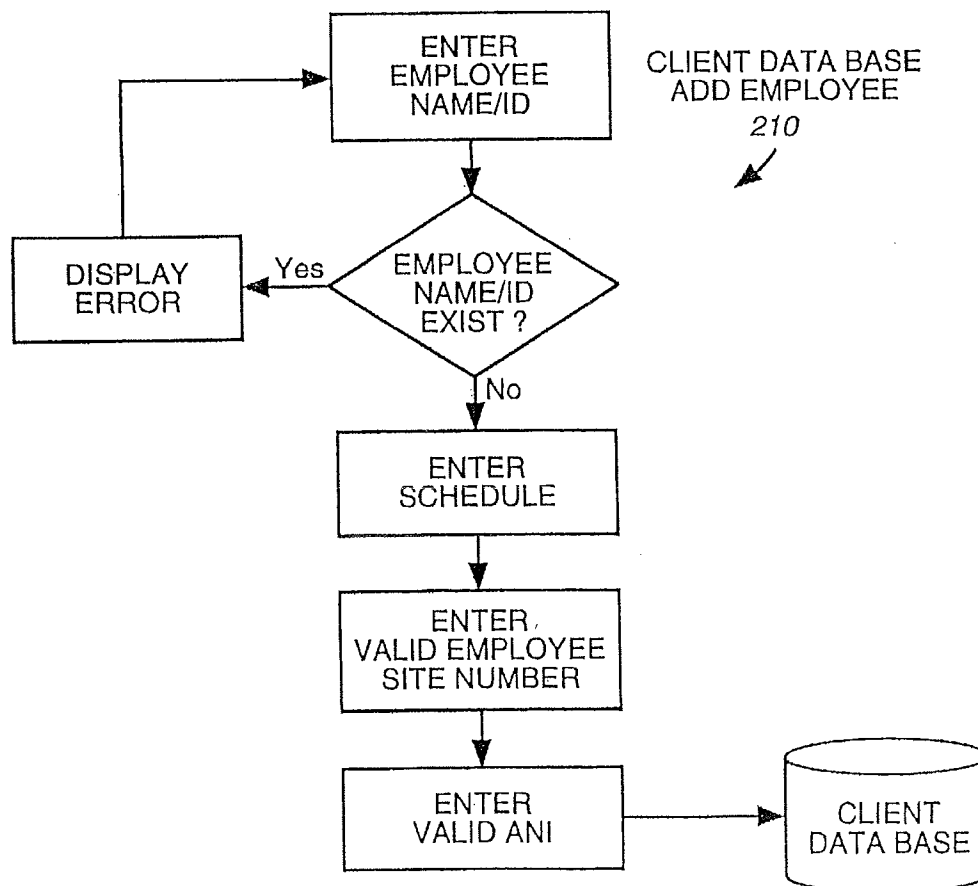 ENTER
EMPLOYEE
NAME/ID
CLIENT DATA BASE
ADD EMPLOYEE
210
DISPLAY
ERROR
Yes
EMPLOYEE
NAME/ID
EXIST ?
No
ENTER
SCHEDULE
ENTER
VALID EMPLOYEE
SITE NUMBER
ENTER
VALID ANI
CLIENT
DATA BASE